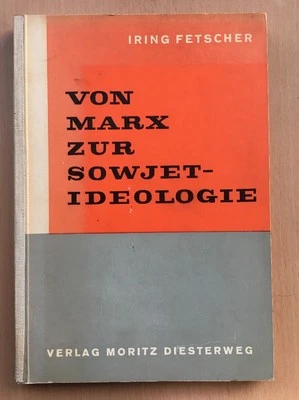 IRING FETSCHER
VON
MARX
ZUR
SOWJET-
IDEOLOGIE
VERLAG MORITZ DIESTERWEG